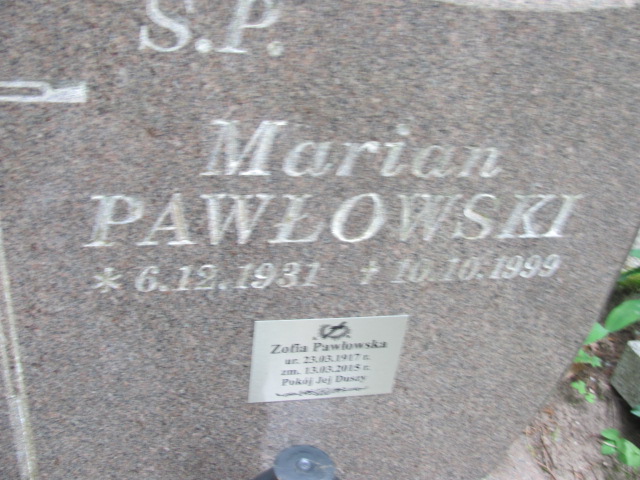 Ś.P.
Marian
PAWŁOWSKI
* 6.12.1931 + 10.10.1999
Zofia Pawłowska
ur. 23.03.1917 r.
zm. 13.03.2015 r.
Pokój Jej Duszy